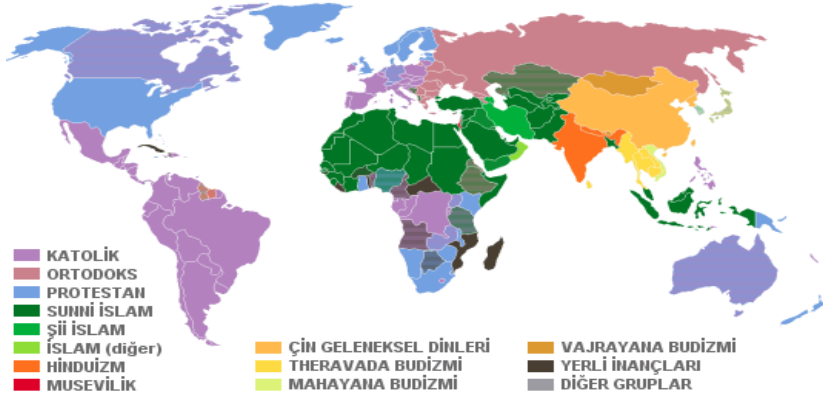 KATOLİK
ORTODOKS
PROTESTAN
SUNNİ İSLAM
Şİİ İSLAM
İSLAM (diğer)
HİNDUİZM
MUSEVİLİK
ÇİN GELENEKSEL DİNLERİ
THERAVADA BUDİZMİ
MAHAYANA BUDİZMİ
VAJRAYANA BUDİZMİ
YERLİ İNANÇLARI
DİĞER GRUPLAR